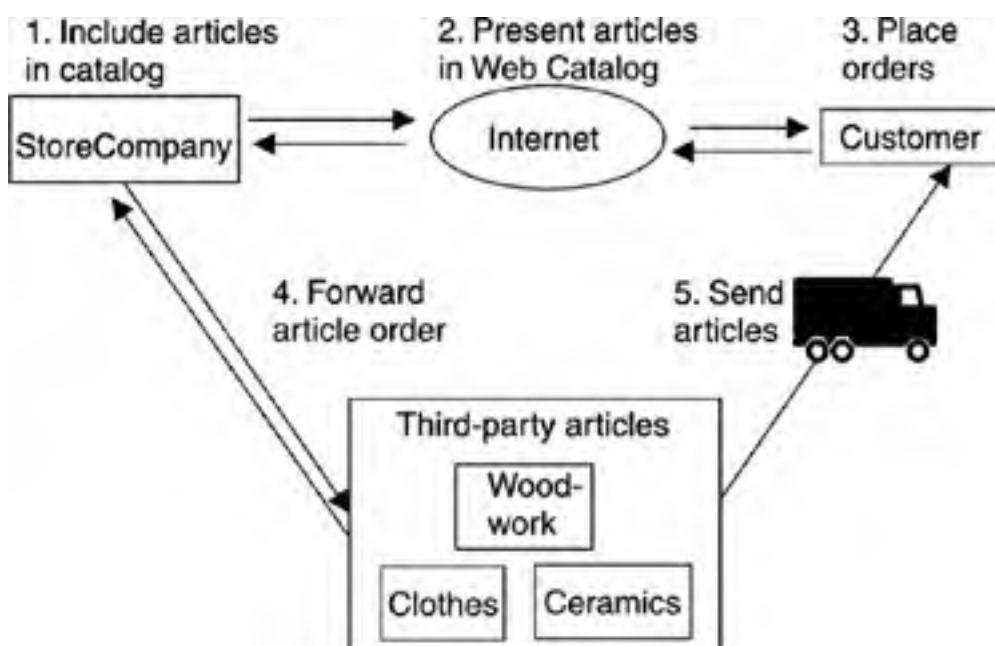 1. Include articles
in catalog
2. Present articles
in Web Catalog
3. Place
orders
StoreCompany
Internet
Customer
4. Forward
article order
5. Send
articles
Third-party articles
Wood-
work
Clothes
Ceramics